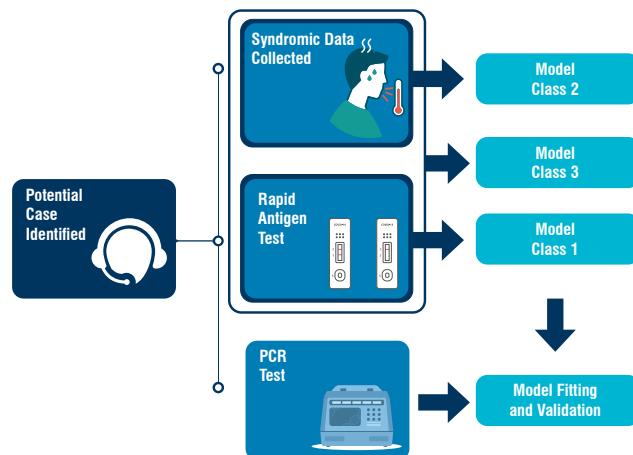 Syndromic Data
Collected
Model
Class 2
Model
Class 3
Potential
Case
Identified
Rapid
Antigen
Test
Model
Class 1
PCR
Test
Model Fitting
and Validation